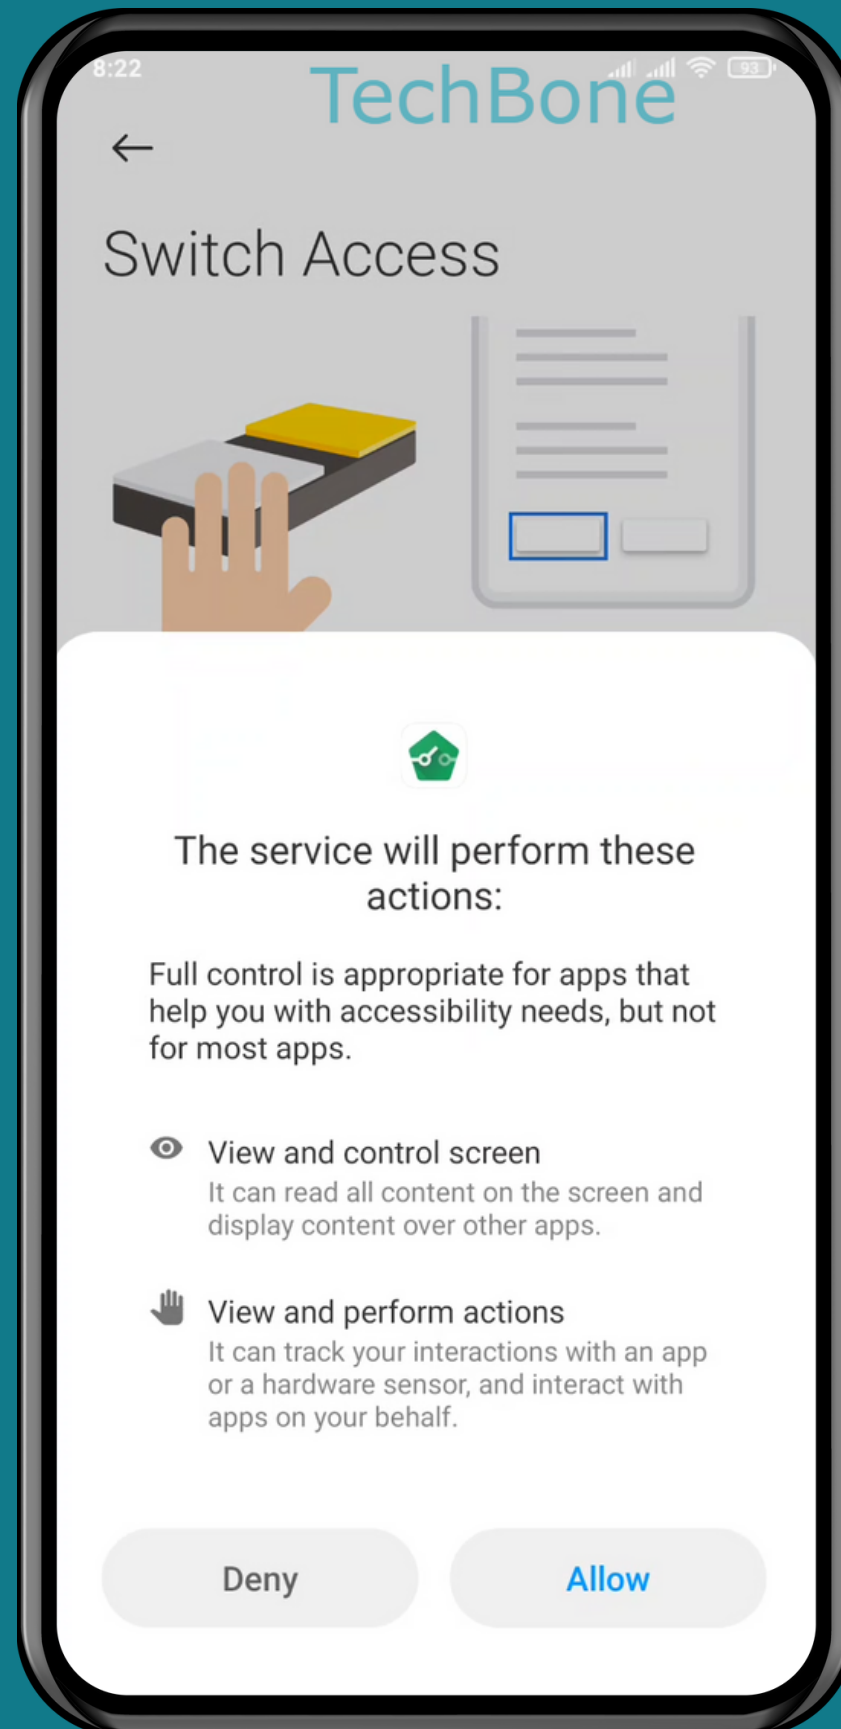 8:22
TechBone
93
Switch Access
The service will perform these
actions:
Full control is appropriate for apps that
help you with accessibility needs, but not
for most apps.
View and control screen
It can read all content on the screen and
display content over other apps.
View and perform actions
It can track your interactions with an app
or a hardware sensor, and interact with
apps on your behalf.
Deny
Allow